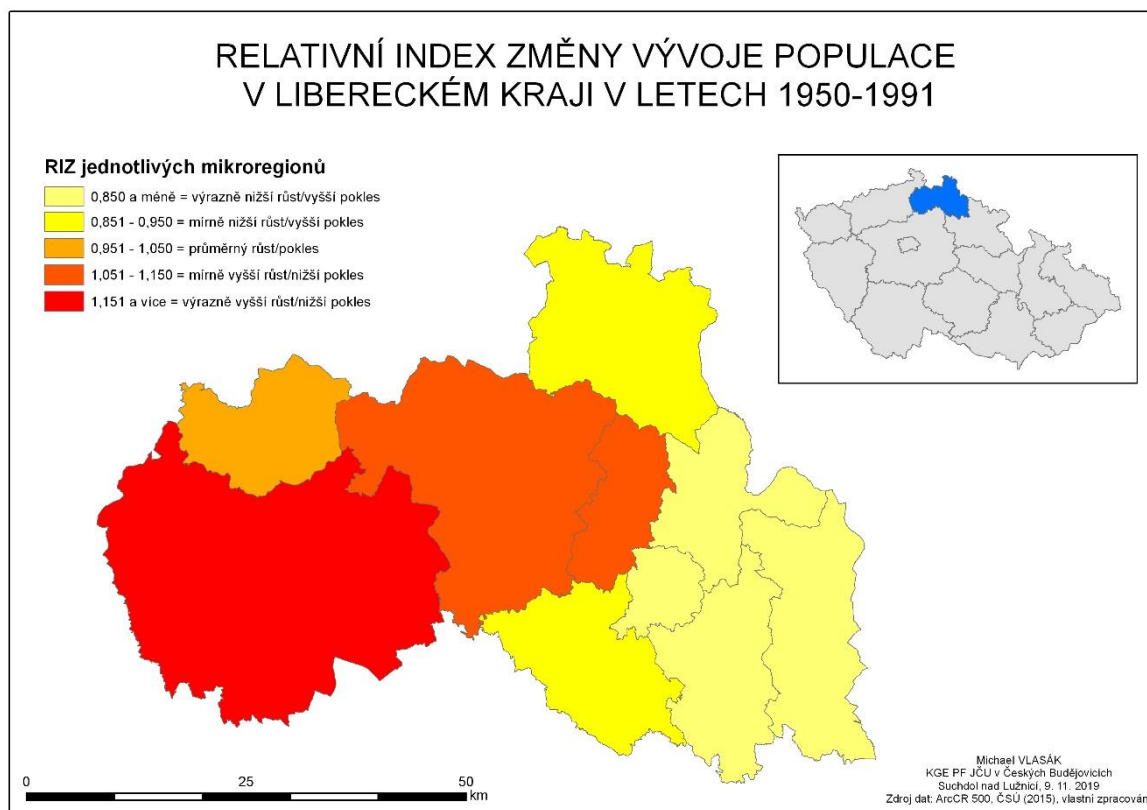 RELATIVNÍ INDEX ZMĚNY VÝVOJE POPULACE
V LIBERECKÉM KRAJI V LETECH 1950-1991
RIZ jednotlivých mikroregionů
0,850 a méně = výrazně nižší růst/vyšší pokles
0,851 - 0,950 = mírně nižší růst/vyšší pokles
0,951 - 1,050 = průměrný růst/pokles
1,051 - 1,150 = mírně vyšší růst/nižší pokles
1,151 a více = výrazně vyšší růst/nižší pokles
0 25 50
km
Michael VLASÁK
KGE PF JČU v Českých Budějovicích
Suchdol nad Lužnicí, 9. 11. 2019
Zdroj dat: ArcCR 500, ČSÚ (2015), vlastní zpracován